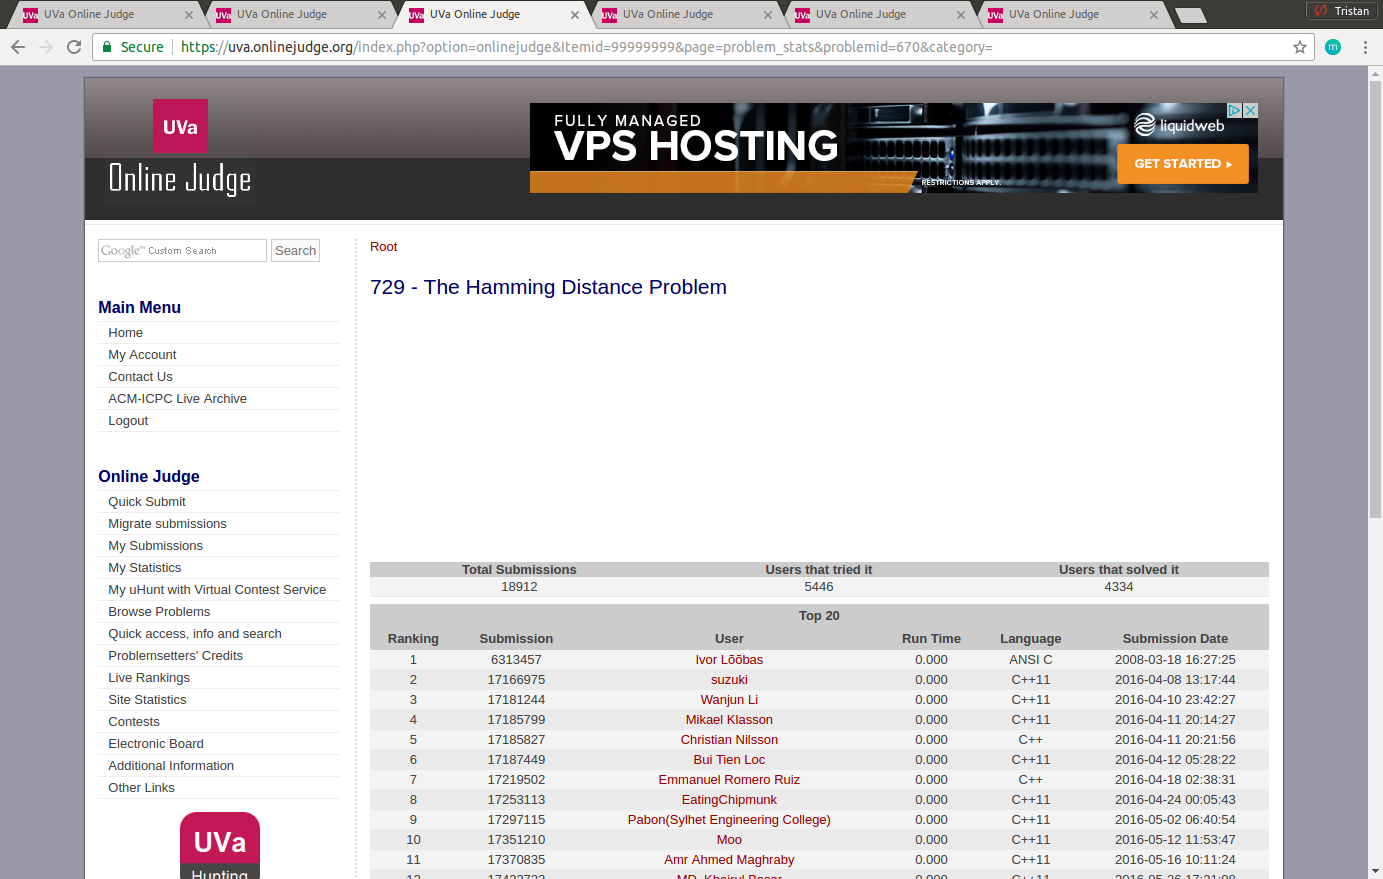 UVa Online Judge
UVa Online Judge
UVa Online Judge
UVa Online Judge
UVa Online Judge
UVa Online Judge
Tristan
Secure
https://uva.onlinejudge.org/index.php?option=onlinejudge&Itemid=99999999&page=problem_stats&problemid=670&category=
m
UVa
Online Judge
FULLY MANAGED
VPS HOSTING
RESTRICTIONS APPLY.
liquidweb
GET STARTED
Google™ Custom Search
Search
Main Menu
Home
My Account
Contact Us
ACM-ICPC Live Archive
Logout
Online Judge
Quick Submit
Migrate submissions
My Submissions
My Statistics
My uHunt with Virtual Contest Service
Browse Problems
Quick access, info and search
Problemsetters' Credits
Live Rankings
Site Statistics
Contests
Electronic Board
Additional Information
Other Links
UVa
Hunting
Root
729 - The Hamming Distance Problem
Total Submissions Users that tried it Users that solved it
18912 5446 4334
Top 20
Ranking Submission User Run Time Language Submission Date
1 6313457 Ivor Lõõbas 0.000 ANSI C 2008-03-18 16:27:25
2 17166975 suzuki 0.000 C++11 2016-04-08 13:17:44
3 17181244 Wanjun Li 0.000 C++11 2016-04-10 23:42:27
4 17185799 Mikael Klasson 0.000 C++11 2016-04-11 20:14:27
5 17185827 Christian Nilsson 0.000 C++ 2016-04-11 20:21:56
6 17187449 Bui Tien Loc 0.000 C++11 2016-04-12 05:28:22
7 17219502 Emmanuel Romero Ruiz 0.000 C++ 2016-04-18 02:38:31
8 17253113 EatingChipmunk 0.000 C++11 2016-04-24 00:05:43
9 17297115 Pabon(Sylhet Engineering College) 0.000 C++11 2016-05-02 06:40:54
10 17351210 Moo 0.000 C++11 2016-05-12 11:53:47
11 17370835 Amr Ahmed Maghraby 0.000 C++11 2016-05-16 10:11:24